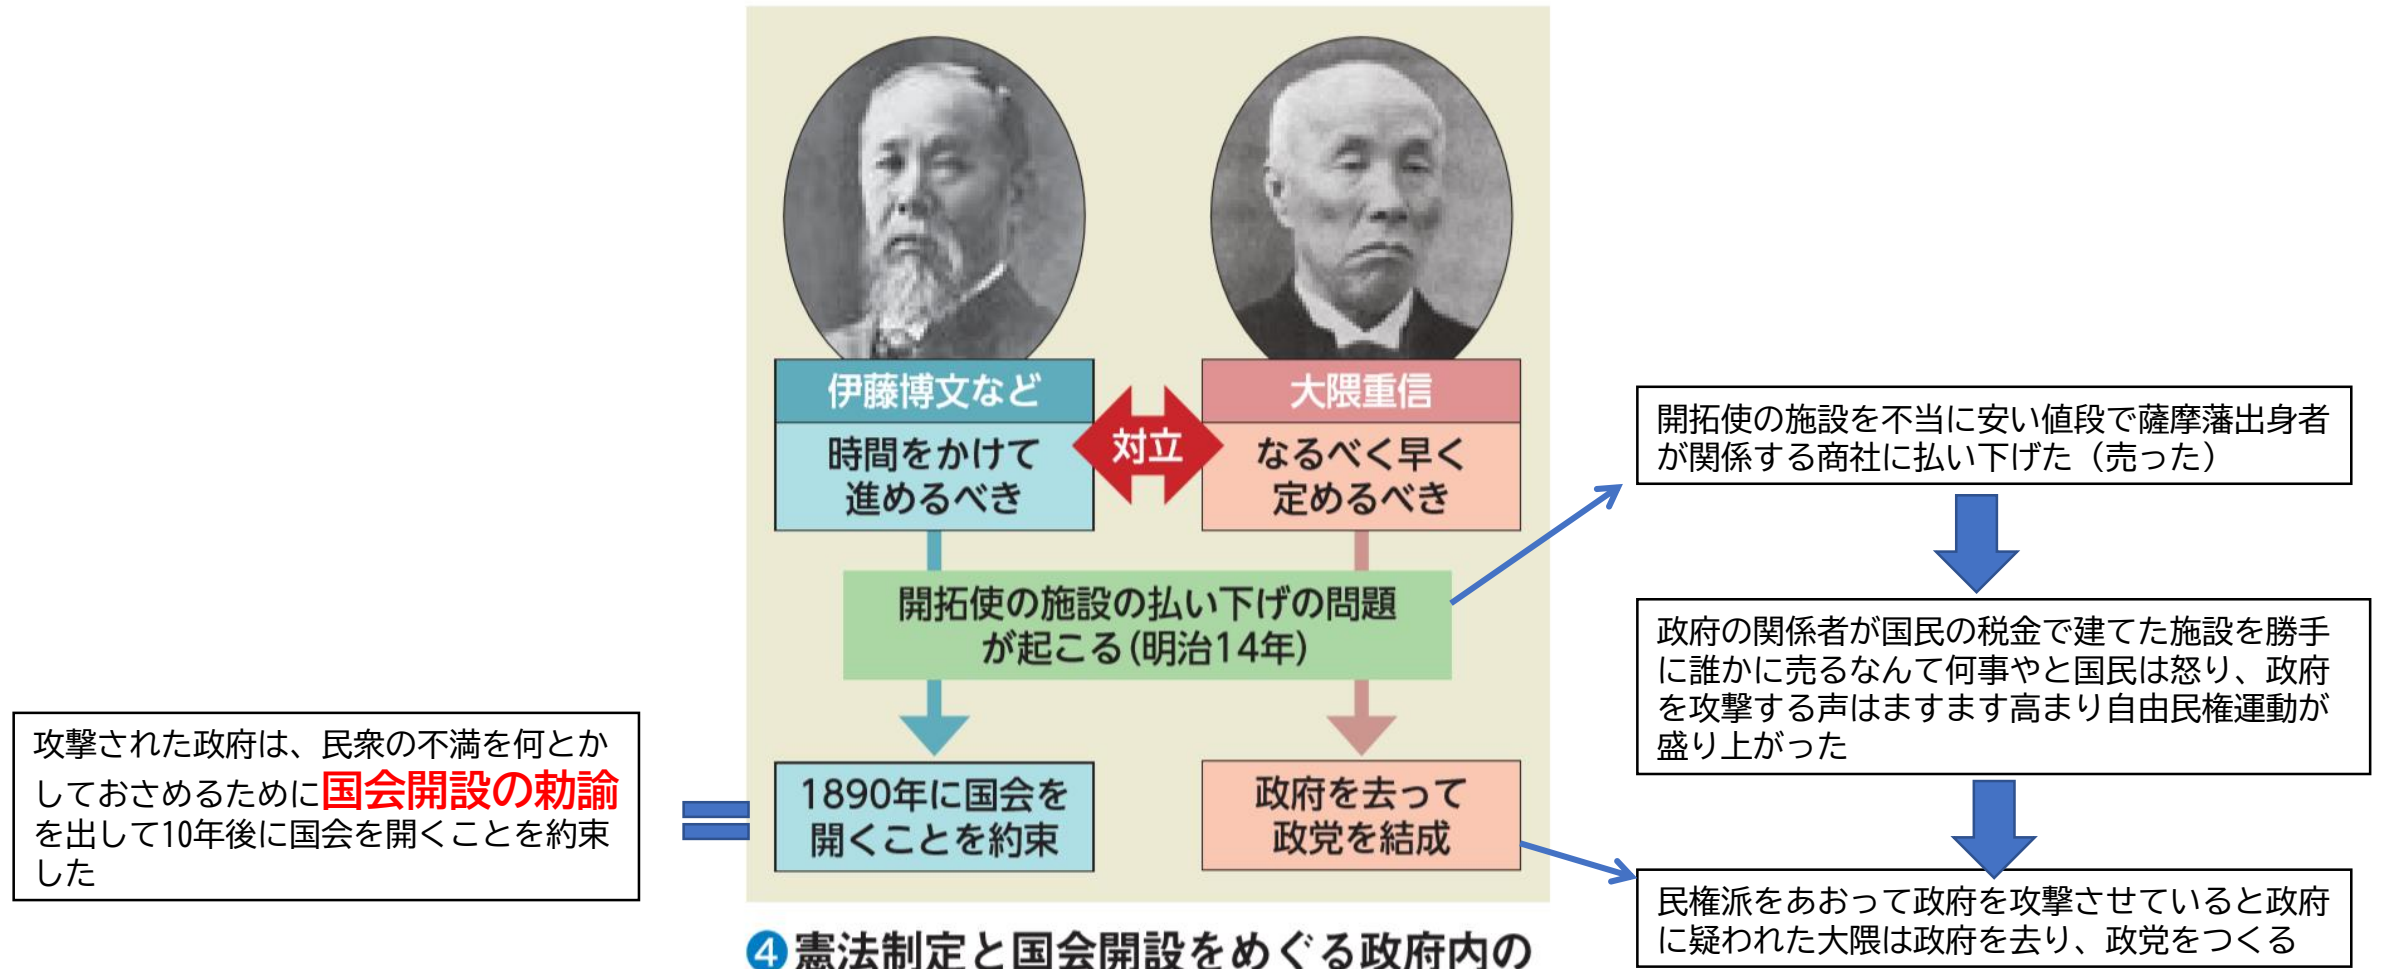 伊藤博文など
時間をかけて
進めるべき
対立
大隈重信
なるべく早く
定めるべき
開拓使の施設の払い下げの問題
が起こる(明治14年)
1890年に国会を
開くことを約束
政府を去って
政党を結成
❹憲法制定と国会開設をめぐる政府内の
攻撃された政府は、民衆の不満を何とか
しておさめるために国会開設の勅諭
を出して10年後に国会を開くことを約束
した
開拓使の施設を不当に安い値段で薩摩藩出身者
が関係する商社に払い下げた（売った）
政府の関係者が国民の税金で建てた施設を勝手
に誰かに売るなんて何事やと国民は怒り、政府
を攻撃する声はますます高まり自由民権運動が
盛り上がった
民権派をあおって政府を攻撃させていると政府
に疑われた大隈は政府を去り、政党をつくる